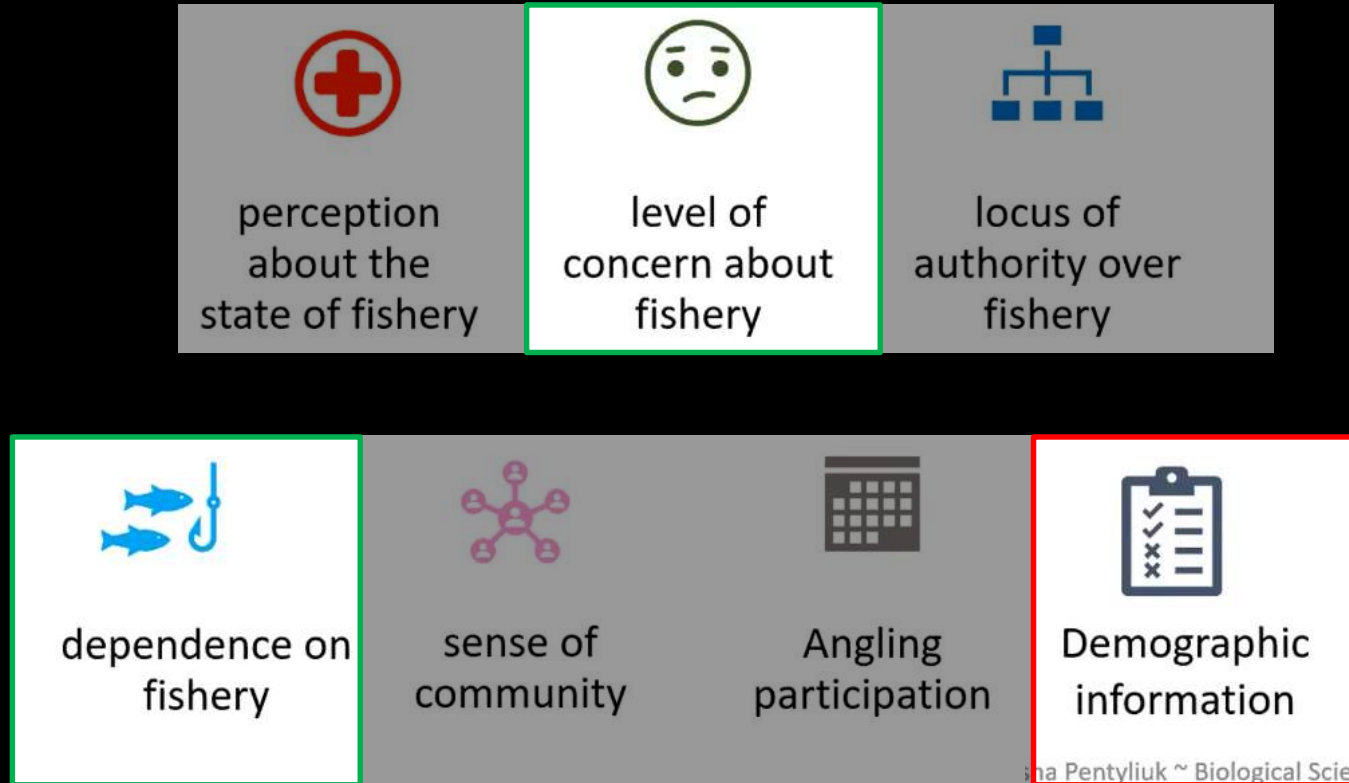 perception
about the
state of fishery
level of
concern about
fishery
locus of
authority over
fishery
dependence on
fishery
sense of
community
Angling
participation
Demographic
information
Pentyliuk ~ Biological